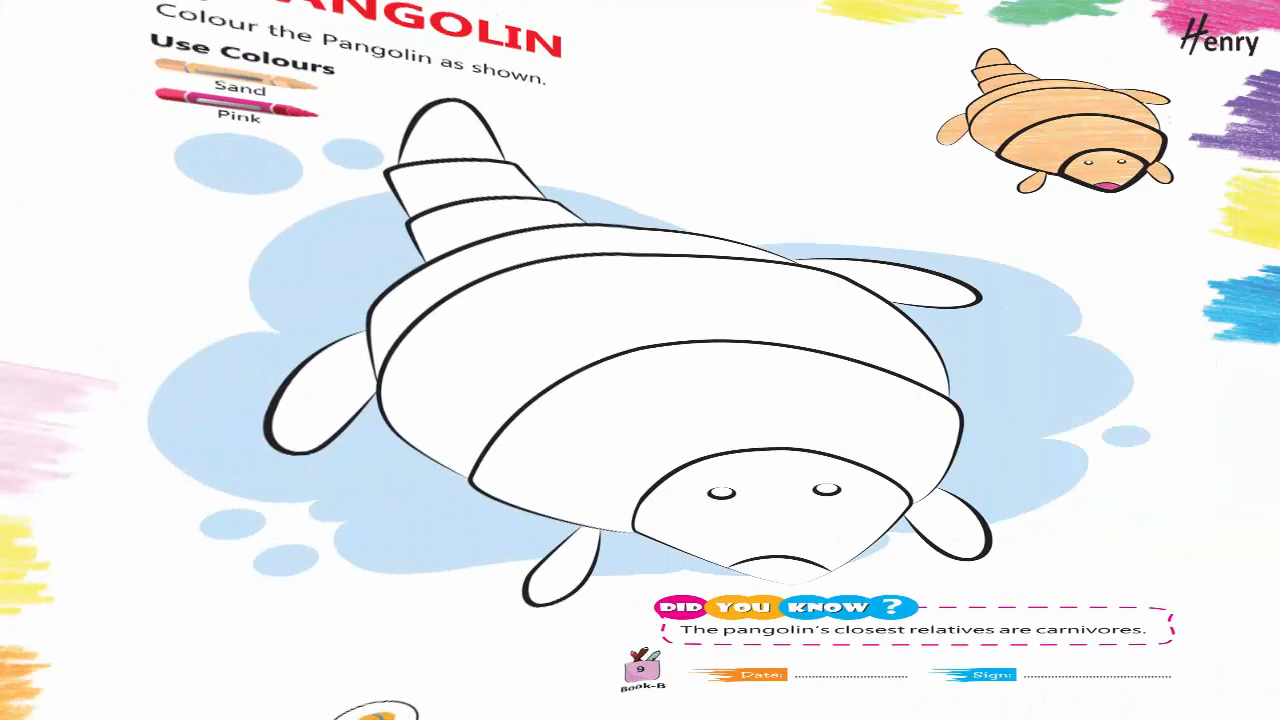 PANGOLIN
Colour the Pangolin as shown.
Use Colours
Sand
Pink
Henry
DID YOU KNOW ?
The pangolin's closest relatives are carnivores.
9
Book-B
Date:
Sign: